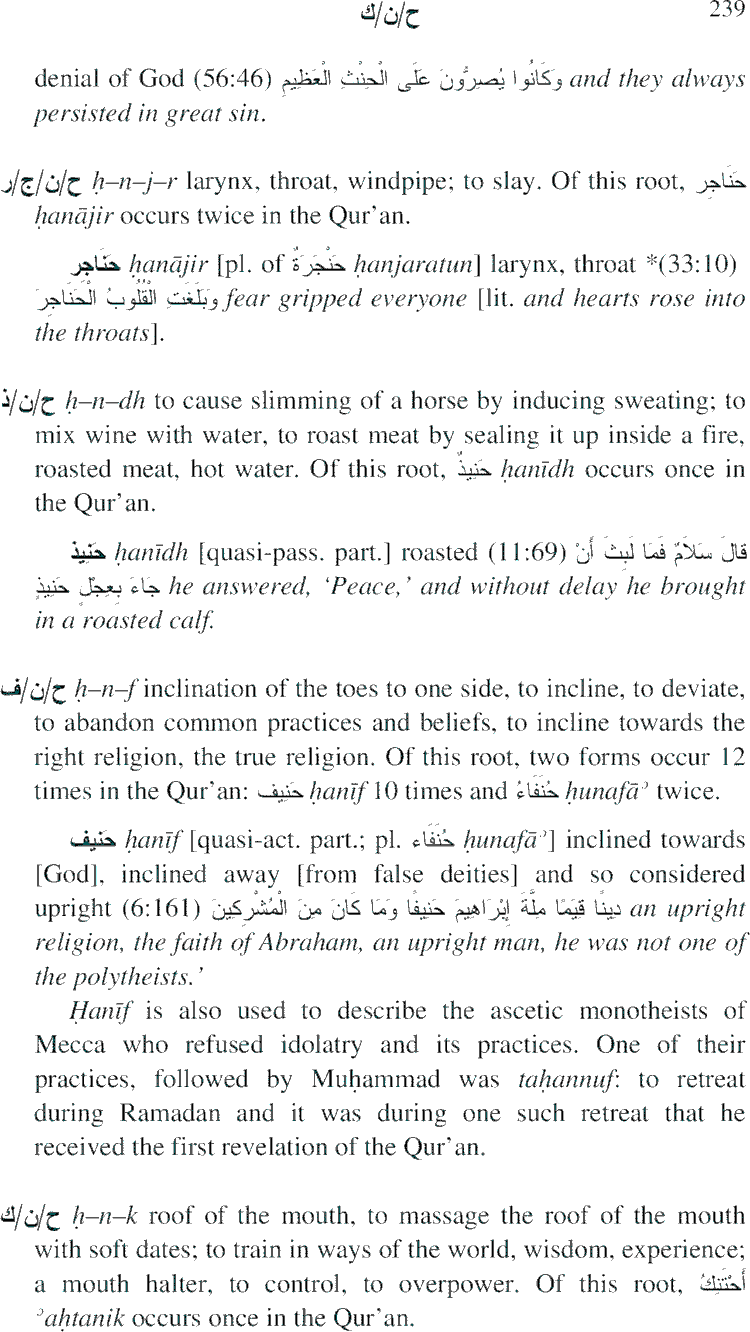 ح/ن/ك 239
denial of God (56:46) وَكَانُوا يُصِرُّونَ عَلَى الْحِنْثِ الْعَظِيمِ and they always
persisted in great sin.
ح/ن/ج/ر ḥ–n–j–r larynx, throat, windpipe; to slay. Of this root, حَنَاجِر
ḥanājir occurs twice in the Qur'an.
حَنَاجِر ḥanājir [pl. of حَنْجَرَةٌ ḥanjaratun] larynx, throat *(33:10)
وَبَلَغَتِ الْقُلُوبُ الْحَنَاجِرَ fear gripped everyone [lit. and hearts rose into
the throats].
ح/ن/ذ ḥ–n–dh to cause slimming of a horse by inducing sweating; to
mix wine with water, to roast meat by sealing it up inside a fire,
roasted meat, hot water. Of this root, حَنِيذٌ ḥanīdh occurs once in
the Qur'an.
حَنِيذ ḥanīdh [quasi-pass. part.] roasted (11:69) قَالَ سَلَامٌ فَمَا لَبِثَ أَنْ
جَاءَ بِعِجْلٍ حَنِيذٍ he answered, ‘Peace,’ and without delay he brought
in a roasted calf.
ح/ن/ف ḥ–n–f inclination of the toes to one side, to incline, to deviate,
to abandon common practices and beliefs, to incline towards the
right religion, the true religion. Of this root, two forms occur 12
times in the Qur'an: حَنِيف ḥanīf 10 times and حُنَفَاءُ ḥunafāʾ twice.
حَنِيف ḥanīf [quasi-act. part.; pl. حُنَفَاء ḥunafāʾ] inclined towards
[God], inclined away [from false deities] and so considered
upright (6:161) دِينًا قِيَمًا مِلَّةَ إِبْرَاهِيمَ حَنِيفًا وَمَا كَانَ مِنَ الْمُشْرِكِينَ an upright
religion, the faith of Abraham, an upright man, he was not one of
the polytheists.’
Ḥanīf is also used to describe the ascetic monotheists of
Mecca who refused idolatry and its practices. One of their
practices, followed by Muḥammad was taḥannuf: to retreat
during Ramadan and it was during one such retreat that he
received the first revelation of the Qur'an.
ح/ن/ك ḥ–n–k roof of the mouth, to massage the roof of the mouth
with soft dates; to train in ways of the world, wisdom, experience;
a mouth halter, to control, to overpower. Of this root, أَحْتَنِكُ
ʾaḥtanik occurs once in the Qur'an.